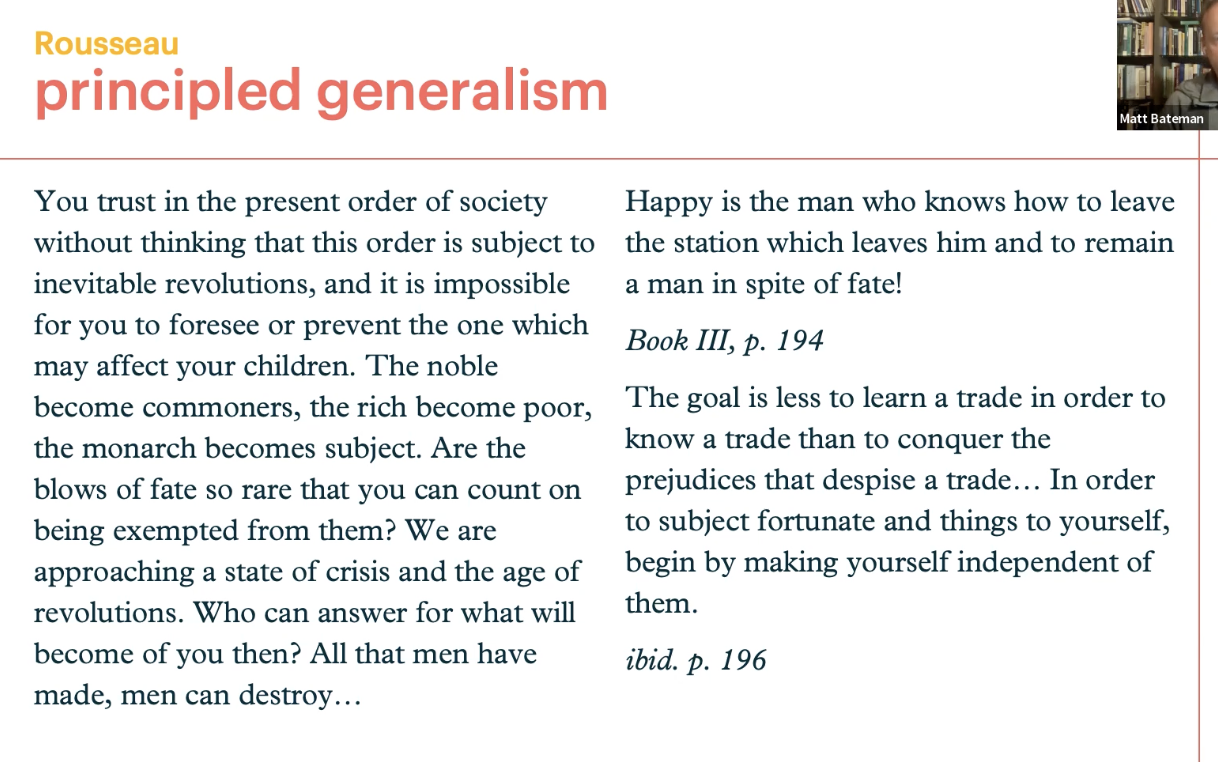 Rousseau
principled generalism
Matt Bateman
You trust in the present order of society
without thinking that this order is subject to
inevitable revolutions, and it is impossible
for you to foresee or prevent the one which
may affect your children. The noble
become commoners, the rich become poor,
the monarch becomes subject. Are the
blows of fate so rare that you can count on
being exempted from them? We are
approaching a state of crisis and the age of
revolutions. Who can answer for what will
become of you then? All that men have
made, men can destroy…
Happy is the man who knows how to leave
the station which leaves him and to remain
a man in spite of fate!
Book III, p. 194
The goal is less to learn a trade in order to
know a trade than to conquer the
prejudices that despise a trade… In order
to subject fortunate and things to yourself,
begin by making yourself independent of
them.
ibid. p. 196